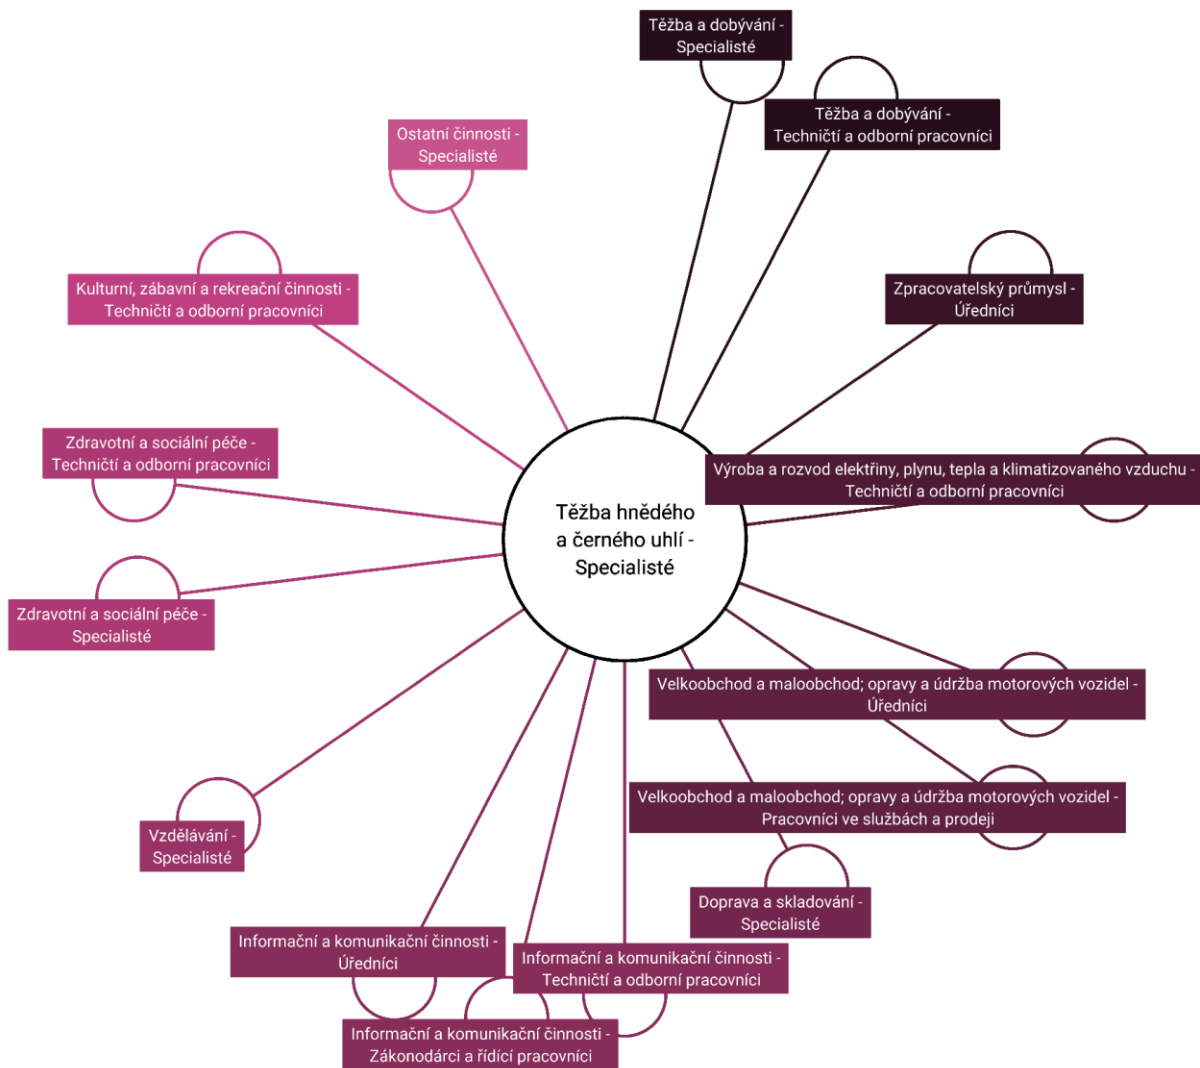 Těžba a dobývání -
Specialisté
Těžba a dobývání -
Techničtí a odborní pracovníci
Ostatní činnosti -
Specialisté
Kulturní, zábavní a rekreační činnosti -
Techničtí a odborní pracovníci
Zpracovatelský průmysl -
Úředníci
Zdravotní a sociální péče -
Techničtí a odborní pracovníci
Výroba a rozvod elektřiny, plynu, tepla a klimatizovaného vzduchu -
Techničtí a odborní pracovníci
Těžba hnědého
a černého uhlí -
Specialisté
Zdravotní a sociální péče -
Specialisté
Velkoobchod a maloobchod; opravy a údržba motorových vozidel -
Úředníci
Velkoobchod a maloobchod; opravy a údržba motorových vozidel -
Pracovníci ve službách a prodeji
Vzdělávání -
Specialisté
Doprava a skladování -
Specialisté
Informační a komunikační činnosti -
Úředníci
Informační a komunikační činnosti -
Techničtí a odborní pracovníci
Informační a komunikační činnosti -
Zákonodárci a řídící pracovníci